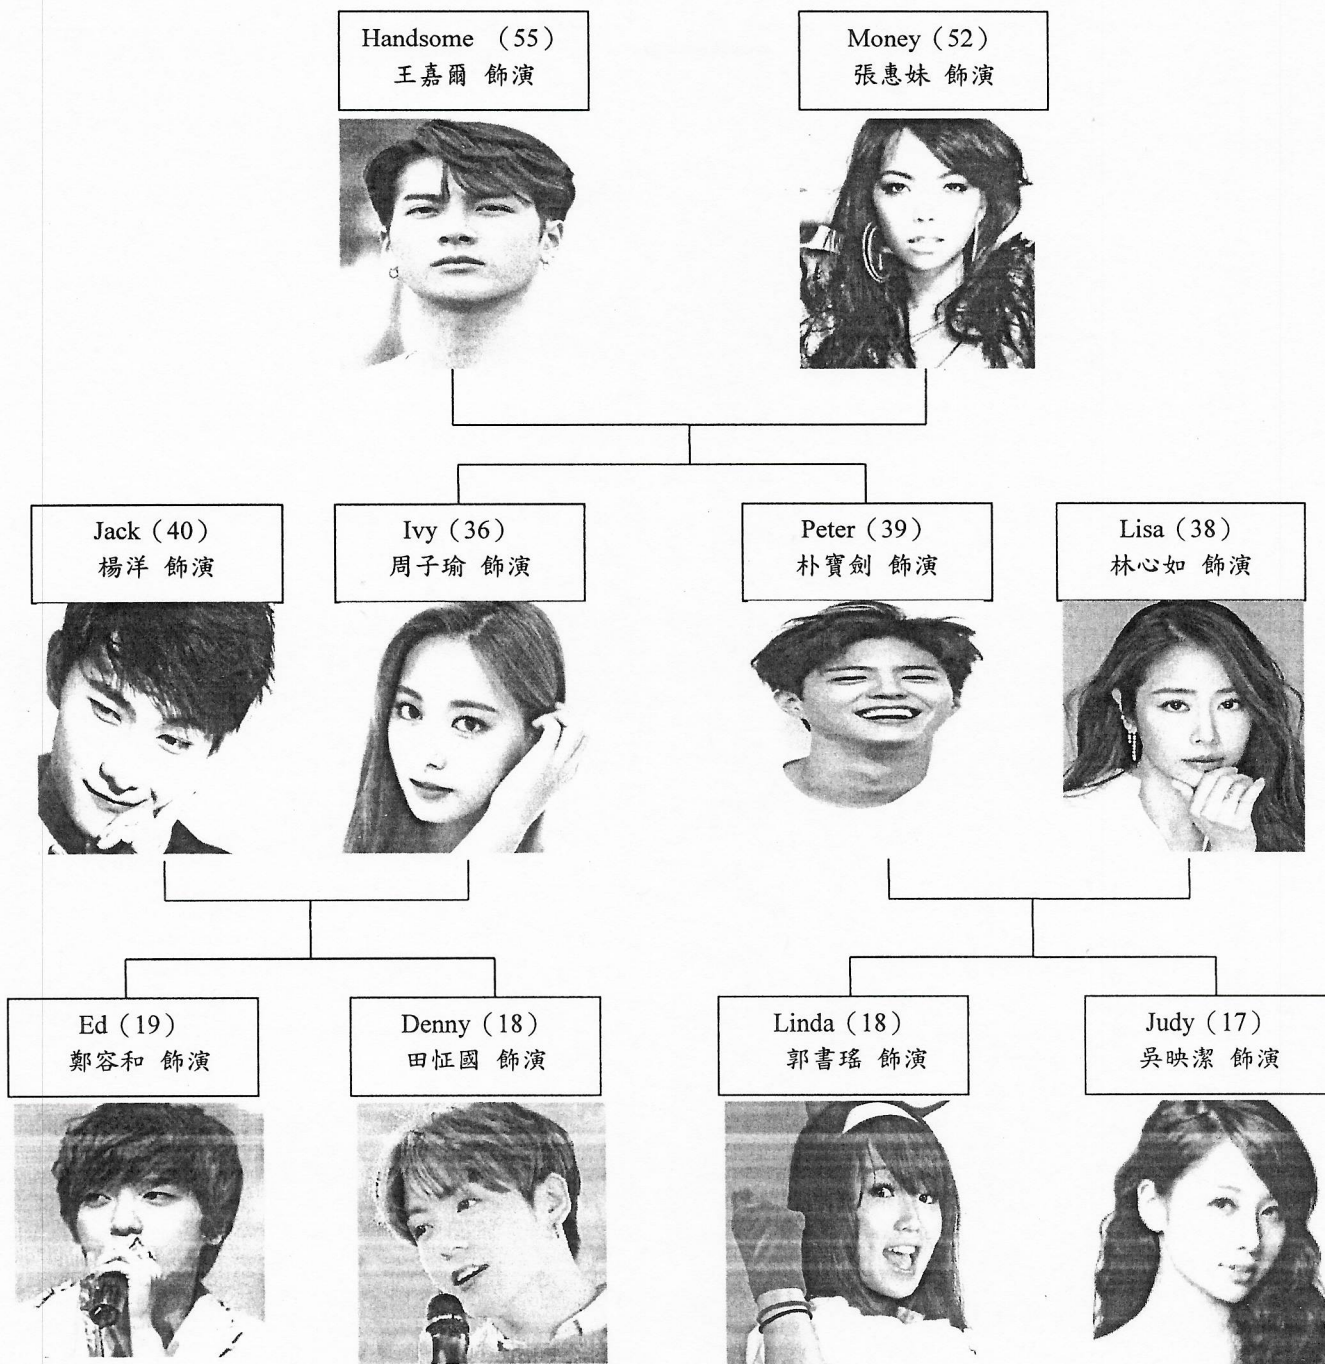 Handsome （55）
王嘉爾 飾演
Money（52）
張惠妹 飾演
Jack（40）
楊洋 飾演
Ivy（36）
周子瑜 飾演
Peter（39）
朴寶劍 飾演
Lisa（38）
林心如 飾演
Ed（19）
鄭容和 飾演
Denny（18）
田怔國 飾演
Linda（18）
郭書瑤 飾演
Judy（17）
吳映潔 飾演